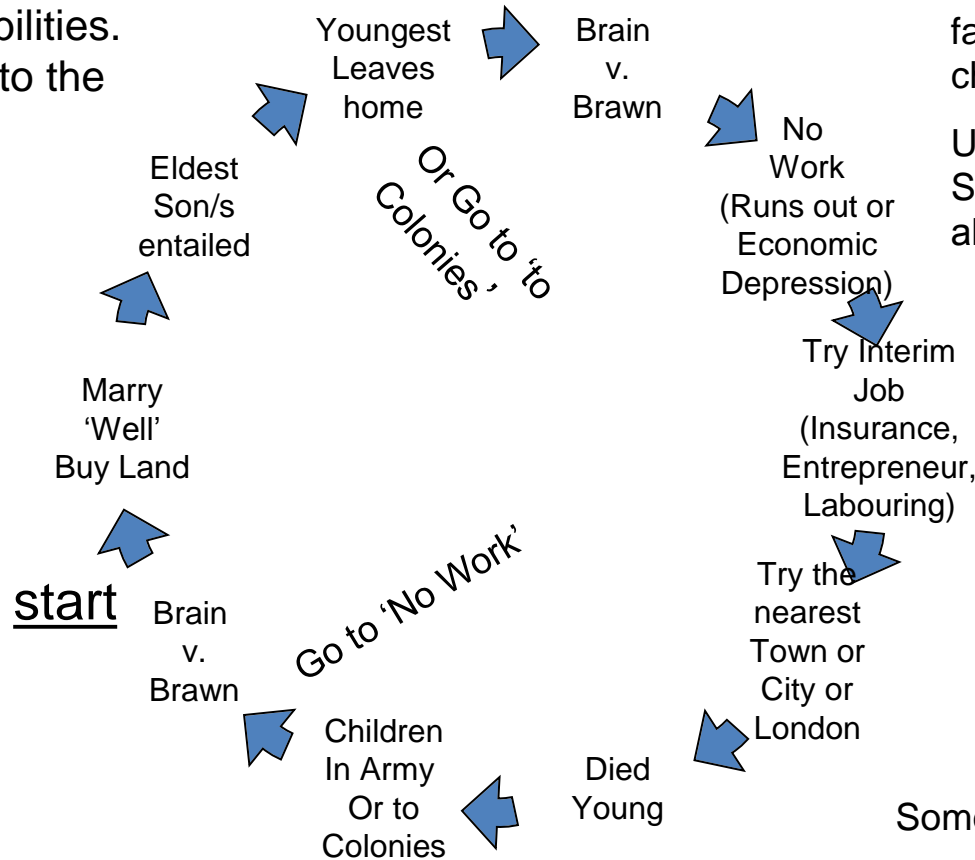 bilities.
to the
Youngest
Leaves
home
Brain
v.
Brawn
fa
U
S
No
Work
(Runs out or
Economic
Depression)
Eldest
Son/s
entailed
Or Go to ‘to
Colonies’
Try Interim
Job
(Insurance,
Entrepreneur,
Labouring)
Marry
‘Well’
Buy Land
Go to ‘No Work’
Try the
nearest
Town or
City or
London
start
Brain
v.
Brawn
Children
In Army
Or to
Colonies
Died
Young
Some